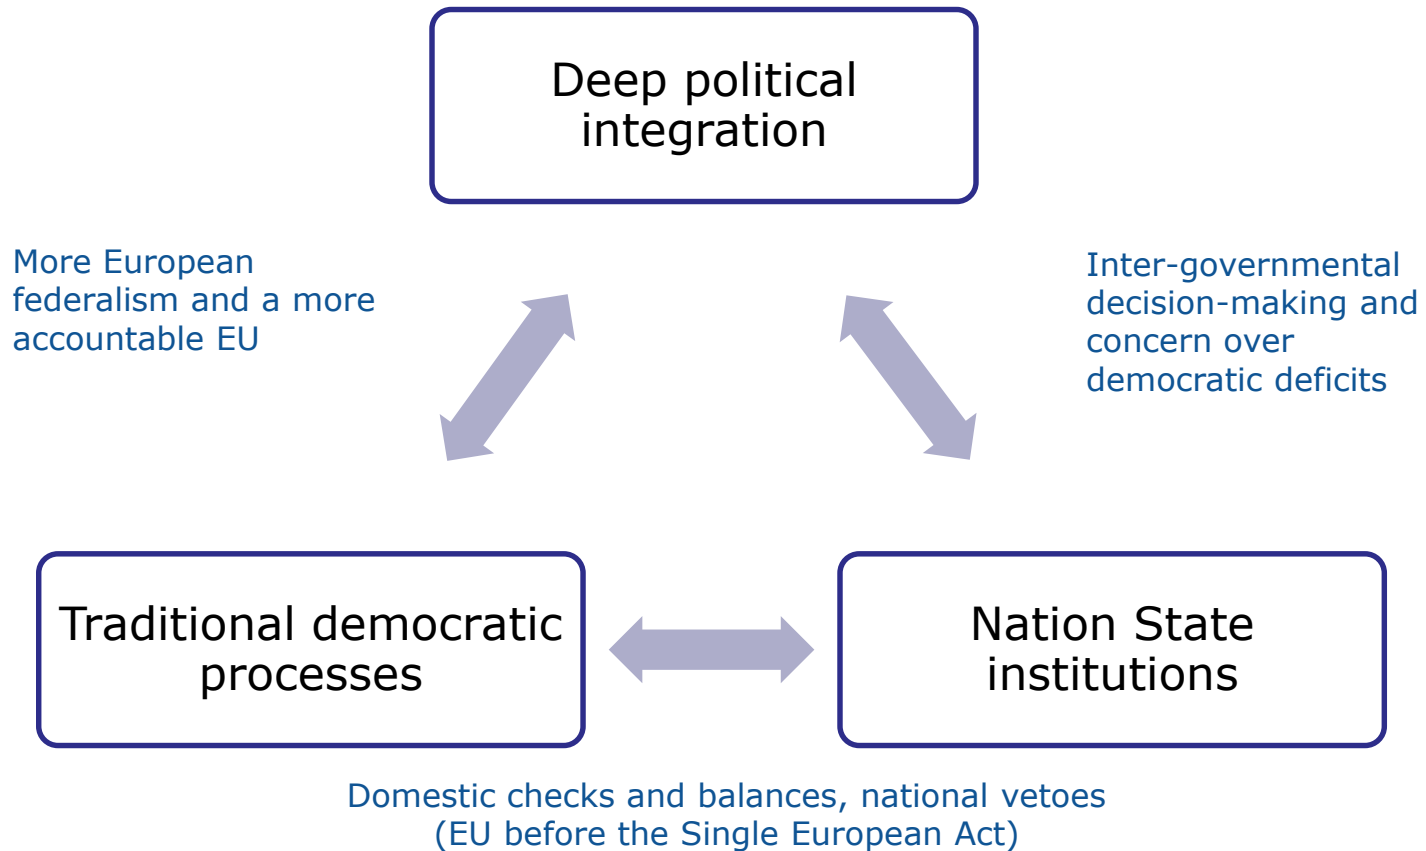 Deep political
integration
More European
federalism and a more
accountable EU
Inter-governmental
decision-making and
concern over
democratic deficits
Traditional democratic
processes
Nation State
institutions
Domestic checks and balances, national vetoes
(EU before the Single European Act)